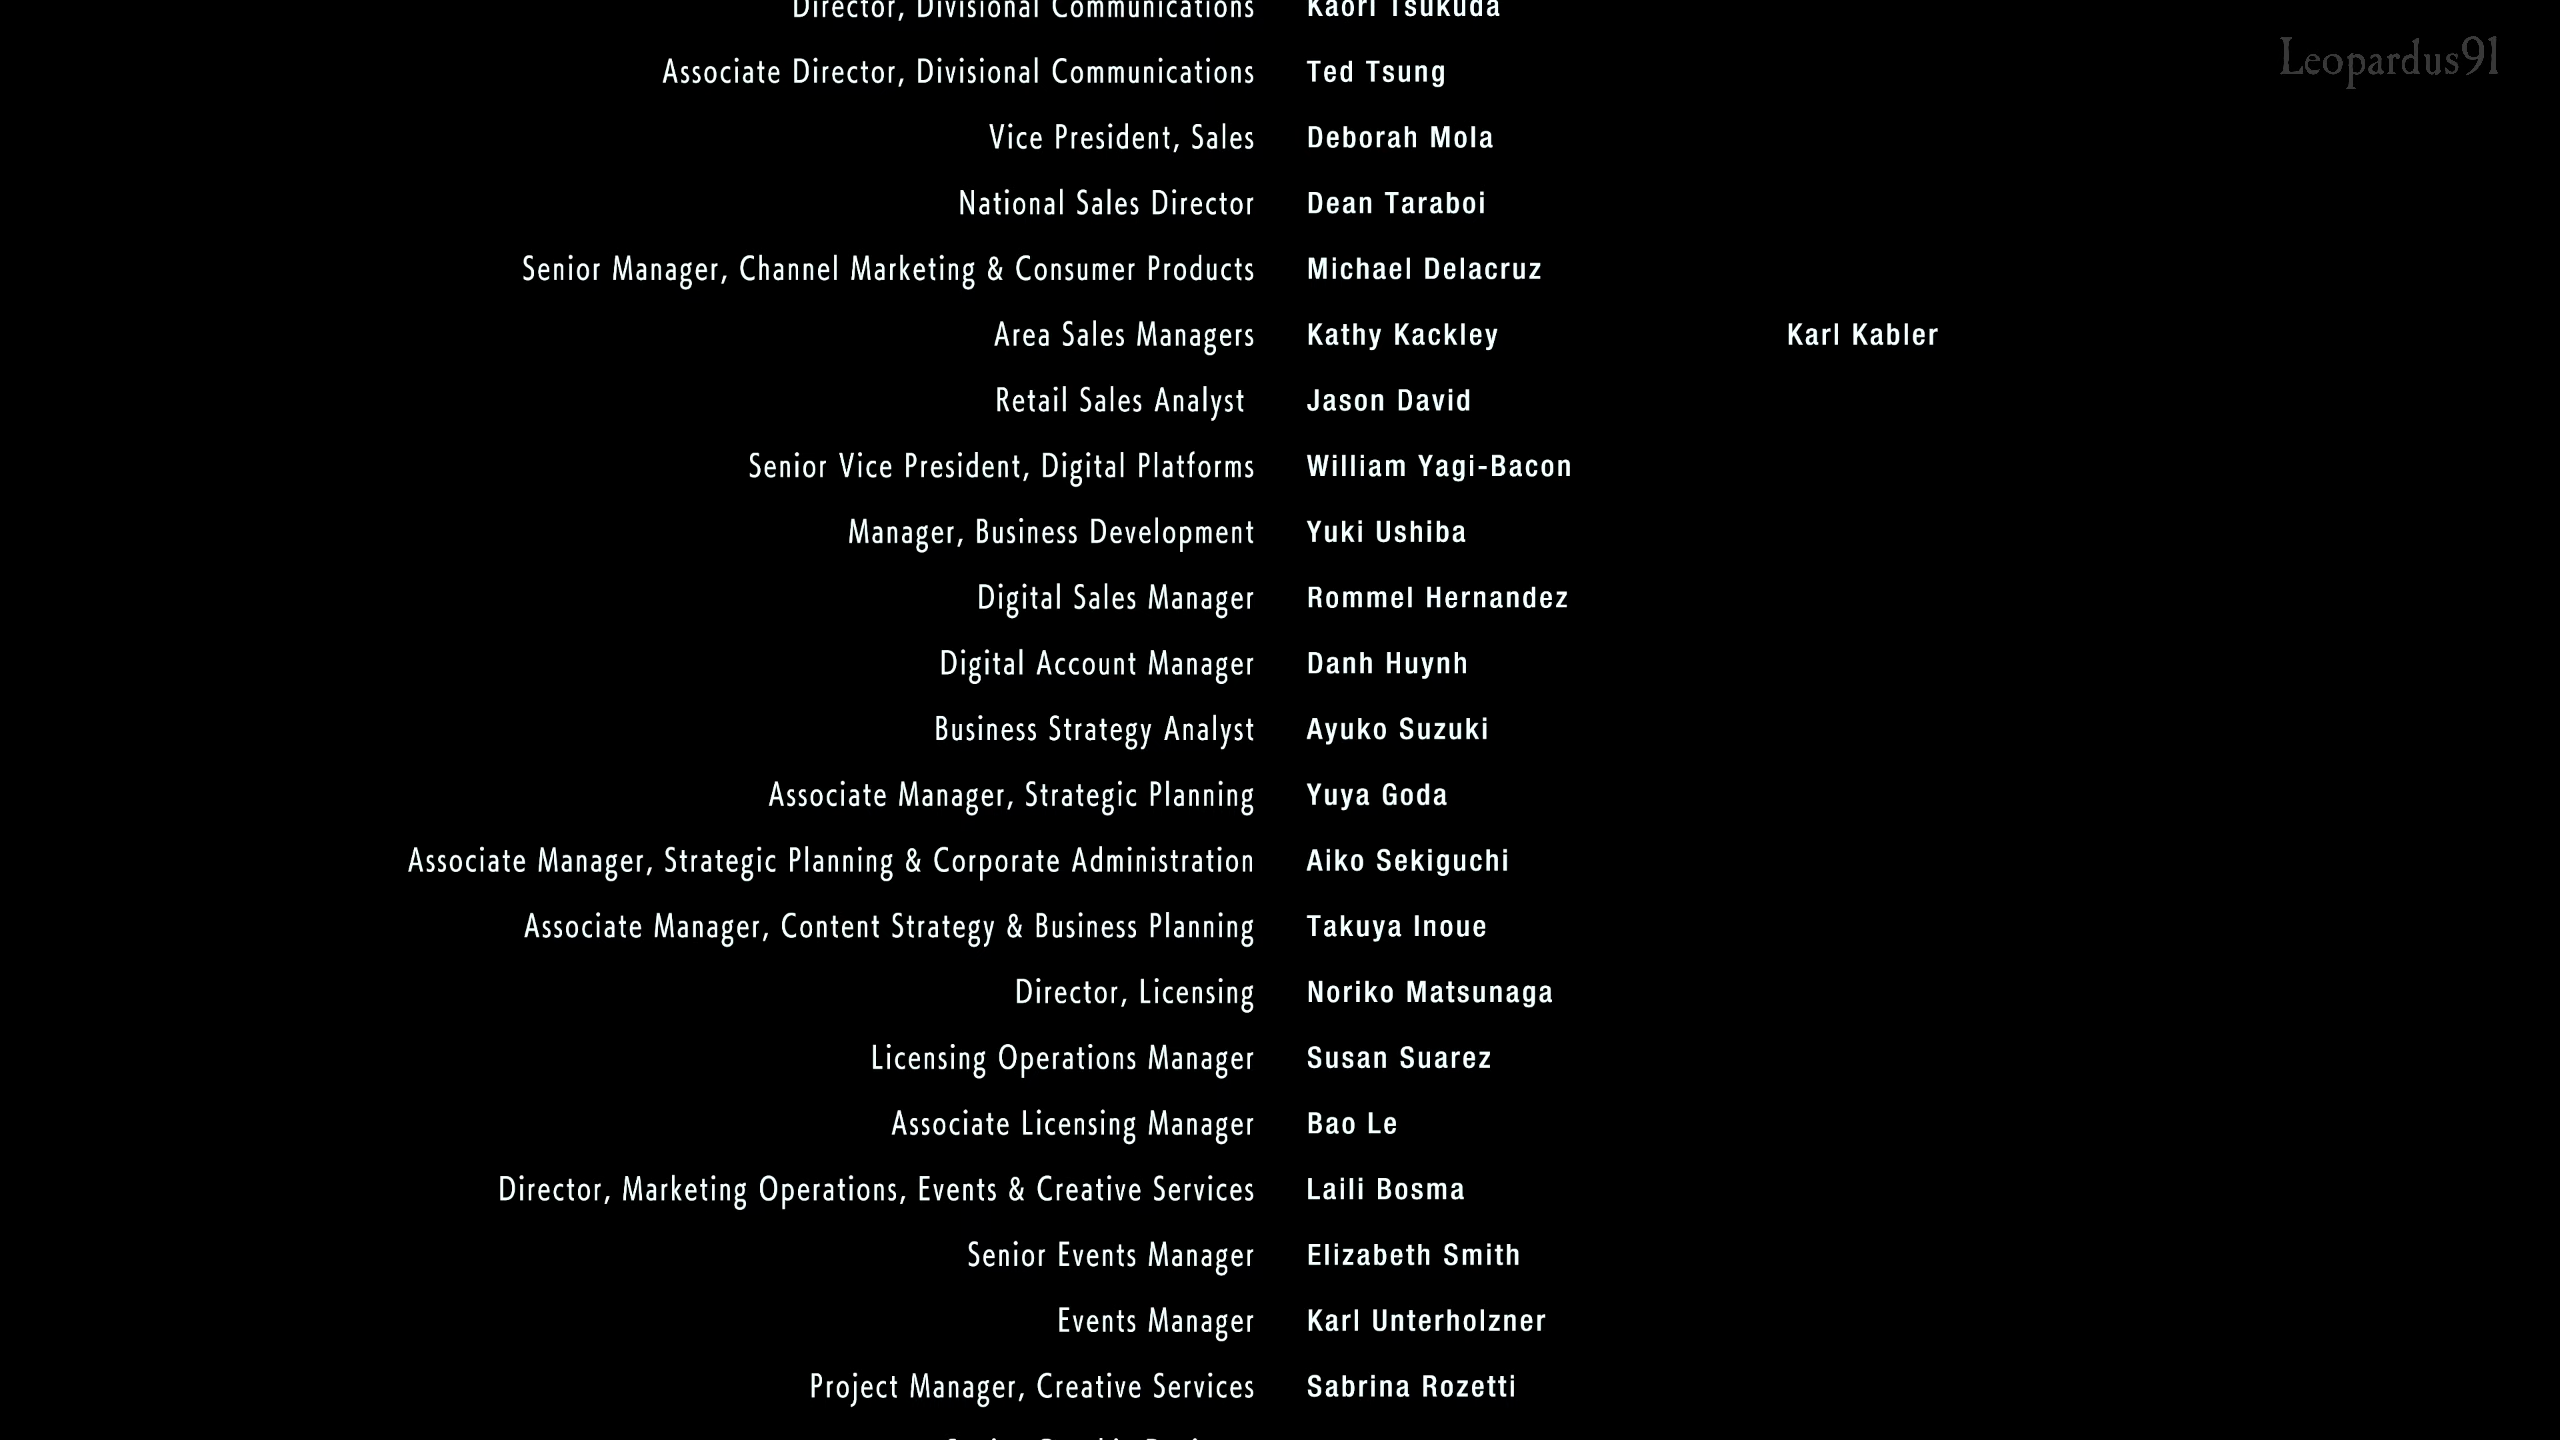 Director, Divisional Communications Kaori Tsukuda
Leopardus91
Associate Director, Divisional Communications Ted Tsung
Vice President, Sales Deborah Mola
National Sales Director Dean Taraboi
Senior Manager, Channel Marketing & Consumer Products Michael Delacruz
Area Sales Managers Kathy Kackley Karl Kabler
Retail Sales Analyst Jason David
Senior Vice President, Digital Platforms William Yagi-Bacon
Manager, Business Development Yuki Ushiba
Digital Sales Manager Rommel Hernandez
Digital Account Manager Danh Huynh
Business Strategy Analyst Ayuko Suzuki
Associate Manager, Strategic Planning Yuya Goda
Associate Manager, Strategic Planning & Corporate Administration Aiko Sekiguchi
Associate Manager, Content Strategy & Business Planning Takuya Inoue
Director, Licensing Noriko Matsunaga
Licensing Operations Manager Susan Suarez
Associate Licensing Manager Bao Le
Director, Marketing Operations, Events & Creative Services Laili Bosma
Senior Events Manager Elizabeth Smith
Events Manager Karl Unterholzner
Project Manager, Creative Services Sabrina Rozetti